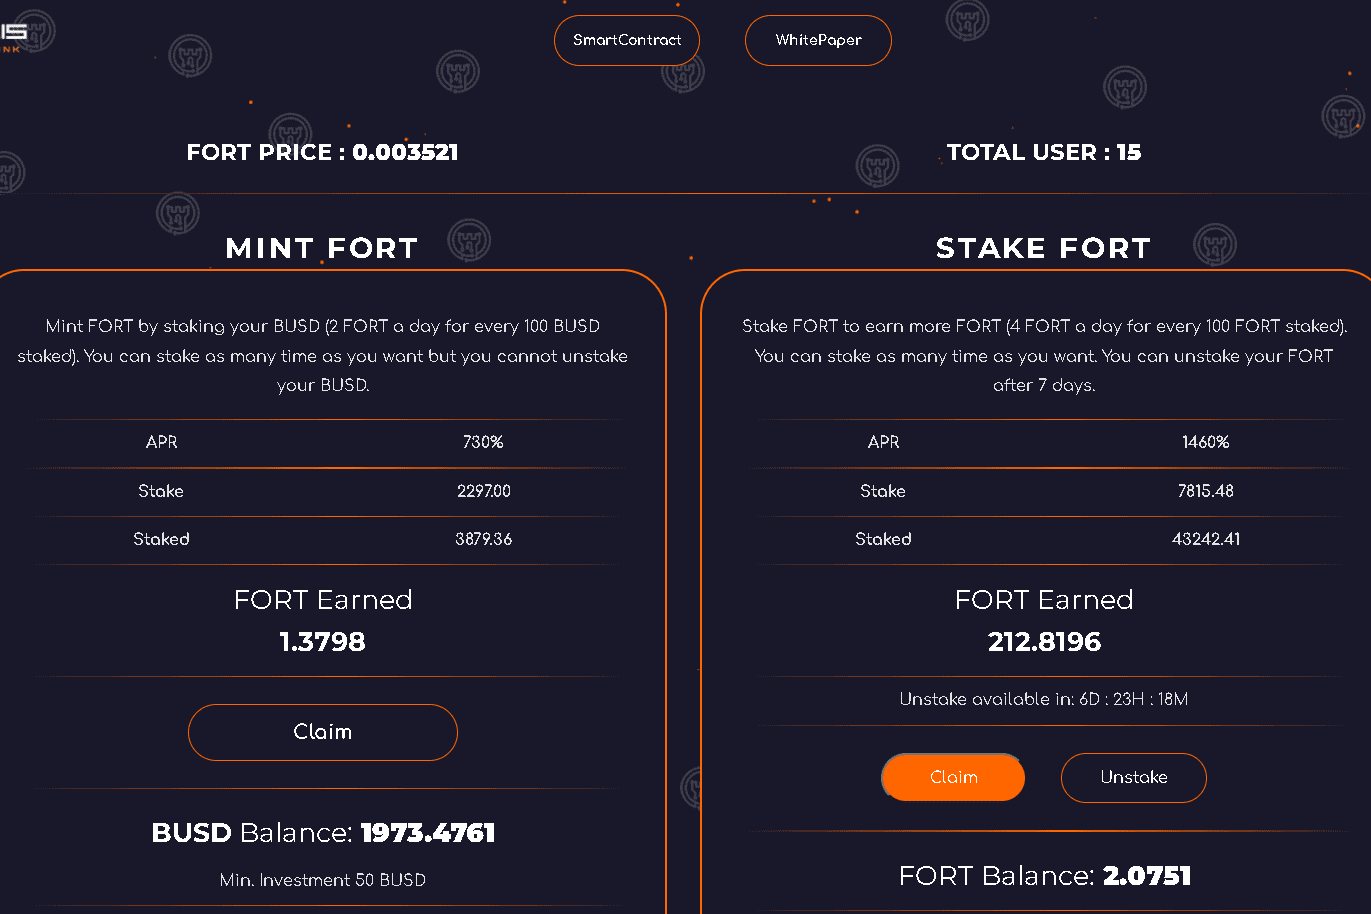 SmartContract
WhitePaper
FORT PRICE : 0.003521
TOTAL USER : 15
MINT FORT
Mint FORT by staking your BUSD (2 FORT a day for every 100 BUSD
staked). You can stake as many time as you want but you cannot unstake
your BUSD.
APR 730%
Stake 2297.00
Staked 3879.36
FORT Earned
1.3798
Claim
BUSD Balance: 1973.4761
Min. Investment 50 BUSD
STAKE FORT
Stake FORT to earn more FORT (4 FORT a day for every 100 FORT staked).
You can stake as many time as you want. You can unstake your FORT
after 7 days.
APR 1460%
Stake 7815.48
Staked 43242.41
FORT Earned
212.8196
Unstake available in: 6D : 23H : 18M
Claim
Unstake
FORT Balance: 2.0751